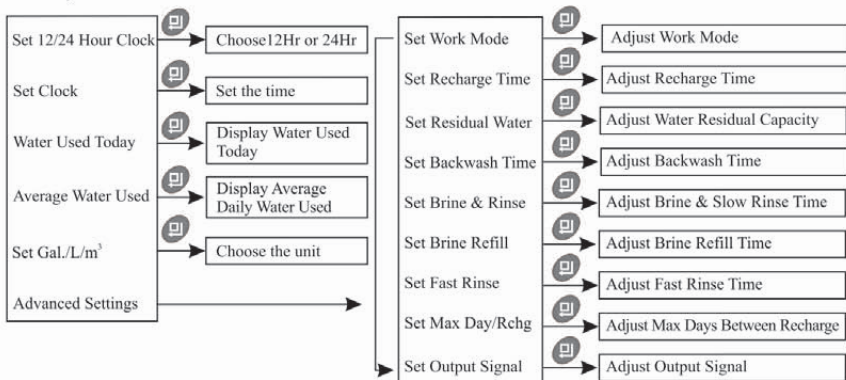 Set 12/24 Hour Clock
Choose12Hr or 24Hr
Set Clock
Set the time
Water Used Today
Display Water Used
Today
Average Water Used
Display Average
Daily Water Used
Set Gal./L/m³
Choose the unit
Advanced Settings
Set Work Mode
Adjust Work Mode
Set Recharge Time
Adjust Recharge Time
Set Residual Water
Adjust Water Residual Capacity
Set Backwash Time
Adjust Backwash Time
Set Brine & Rinse
Adjust Brine & Slow Rinse Time
Set Brine Refill
Adjust Brine Refill Time
Set Fast Rinse
Adjust Fast Rinse Time
Set Max Day/Rchg
Adjust Max Days Between Recharge
Set Output Signal
Adjust Output Signal